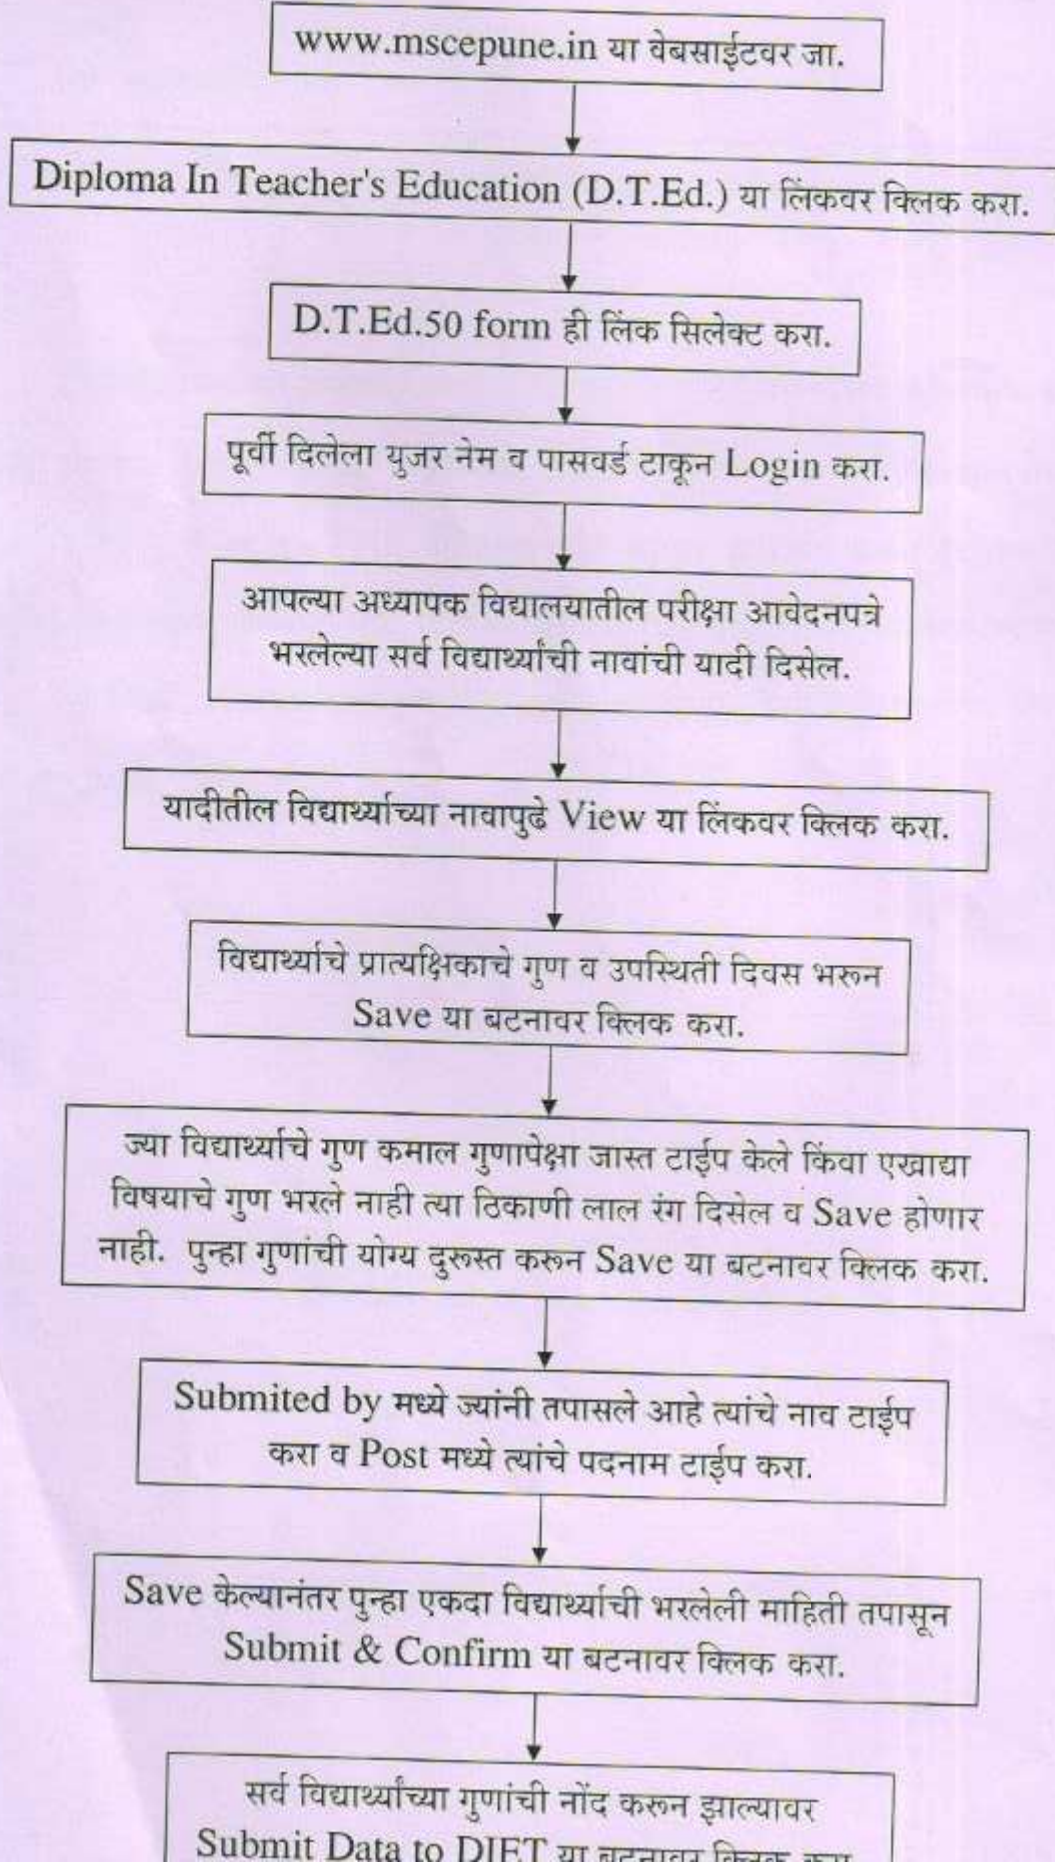 www.mscepune.in या वेबसाईटवर जा.
Diploma In Teacher's Education (D.T.Ed.) या लिंकवर क्लिक करा.
D.T.Ed.50 form ही लिंक सिलेक्ट करा.
पूर्वी दिलेला युजर नेम व पासवर्ड टाकून Login करा.
आपल्या अध्यापक विद्यालयातील परीक्षा आवेदनपत्रे
भरलेल्या सर्व विद्यार्थ्यांची नावांची यादी दिसेल.
यादीतील विद्यार्थ्याच्या नावापुढे View या लिंकवर क्लिक करा.
विद्यार्थ्याचे प्रात्यक्षिकाचे गुण व उपस्थिती दिवस भरून
Save या बटनावर क्लिक करा.
ज्या विद्यार्थ्याचे गुण कमाल गुणापेक्षा जास्त टाईप केले किंवा एखाद्या
विषयाचे गुण भरले नाही त्या ठिकाणी लाल रंग दिसेल व Save होणार
नाही. पुन्हा गुणांची योग्य दुरूस्त करून Save या बटनावर क्लिक करा.
Submited by मध्ये ज्यांनी तपासले आहे त्यांचे नाव टाईप
करा व Post मध्ये त्यांचे पदनाम टाईप करा.
Save केल्यानंतर पुन्हा एकदा विद्यार्थ्याची भरलेली माहिती तपासून
Submit & Confirm या बटनावर क्लिक करा.
सर्व विद्यार्थ्यांच्या गुणांची नोंद करून झाल्यावर
Submit Data to DIET या बटनावर क्लिक करा